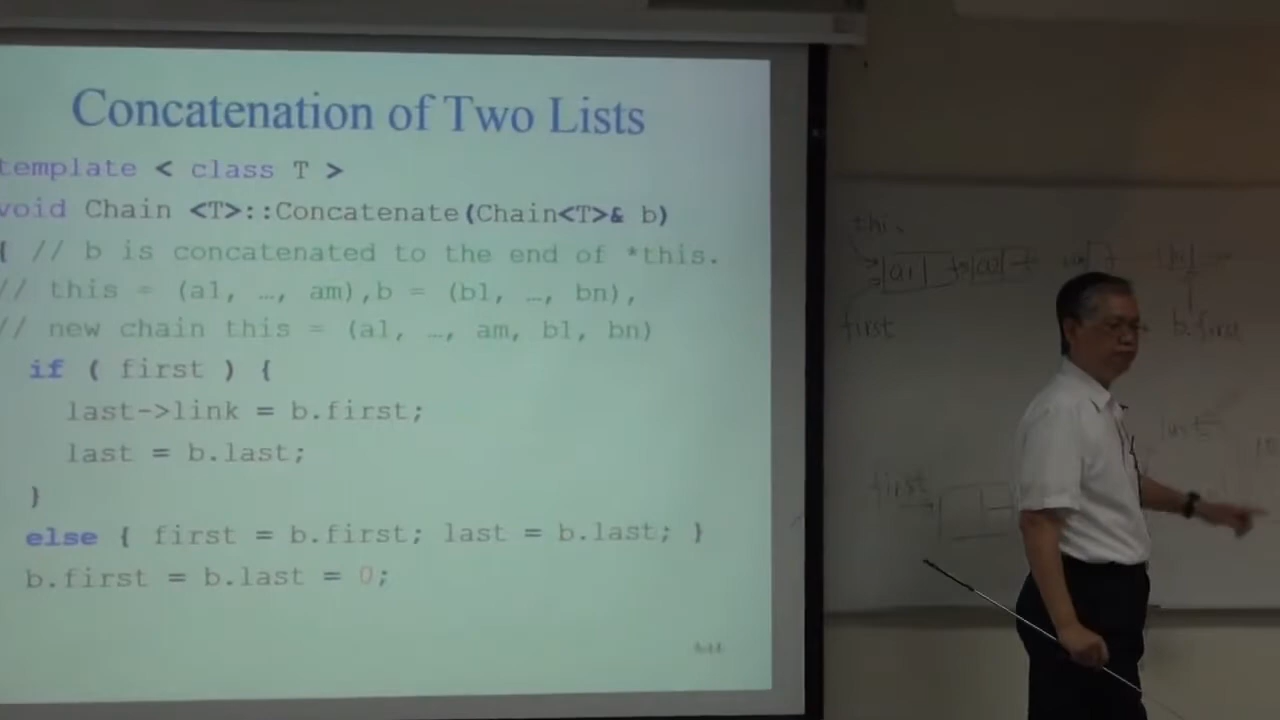 Concatenation of Two Lists
template < class T >
void Chain <T>::Concatenate(Chain<T>& b)
{ // b is concatenated to the end of *this.
// this = (a1, …, am),b = (b1, …, bn),
// new chain this = (a1, …, am, b1, bn)
if ( first ) {
last->link = b.first;
last = b.last;
}
else { first = b.first; last = b.last; }
b.first = b.last = 0;
a1
first
b.first
last
first